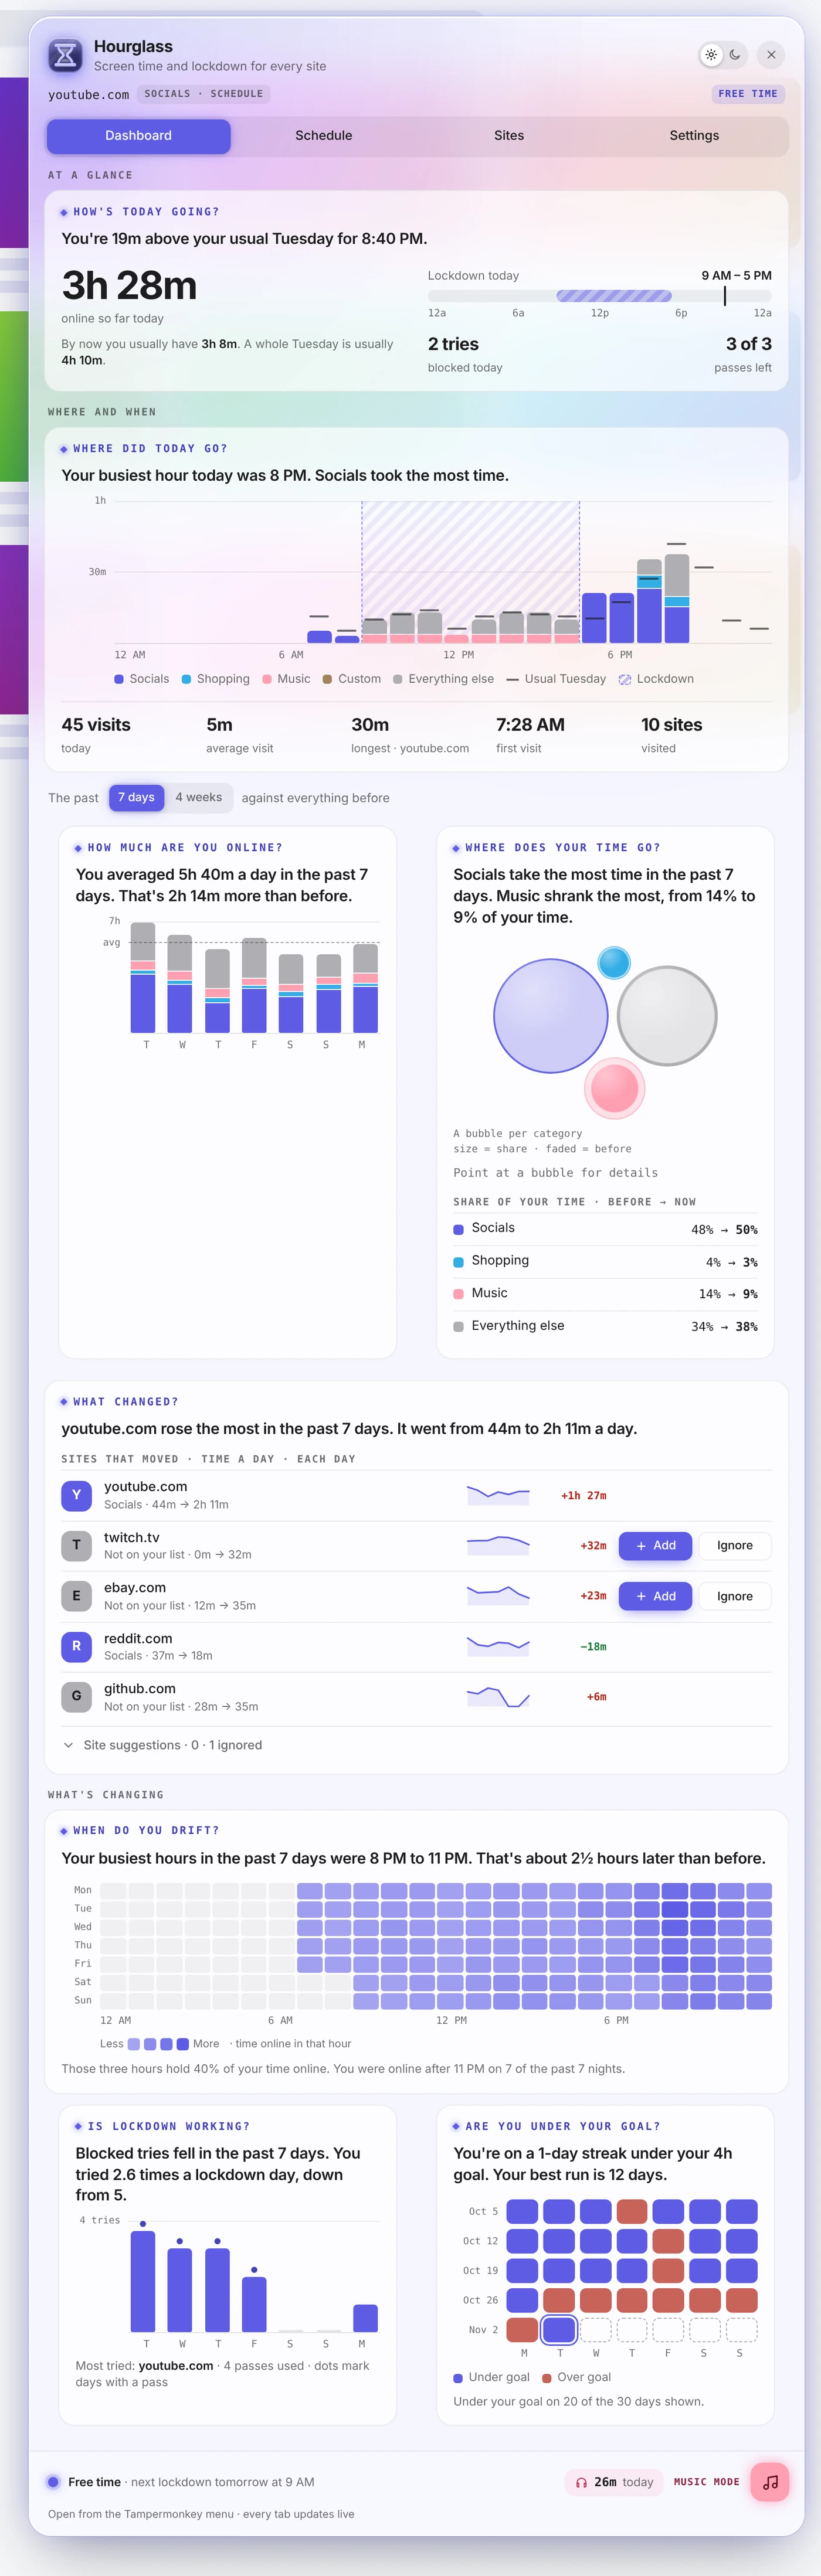 Hourglass
Screen time and lockdown for every site
youtube.com SOCIALS · SCHEDULE FREE TIME
Dashboard Schedule Sites Settings
AT A GLANCE
HOW'S TODAY GOING?
You're 19m above your usual Tuesday for 8:40 PM.
3h 28m
online so far today
By now you usually have 3h 8m. A whole Tuesday is usually
4h 10m.
Lockdown today 9 AM – 5 PM
12a 6a 12p 6p 12a
2 tries 3 of 3
blocked today passes left
WHERE AND WHEN
WHERE DID TODAY GO?
Your busiest hour today was 8 PM. Socials took the most time.
1h
30m
12 AM 6 AM 12 PM 6 PM
Socials Shopping Music Custom Everything else Usual Tuesday Lockdown
45 visits 5m 30m 7:28 AM 10 sites
today average visit longest · youtube.com first visit visited
The past 7 days 4 weeks against everything before
HOW MUCH ARE YOU ONLINE?
You averaged 5h 40m a day in the past 7
days. That's 2h 14m more than before.
7h
avg
T W T F S S M
WHERE DOES YOUR TIME GO?
Socials take the most time in the past 7
days. Music shrank the most, from 14% to
9% of your time.
A bubble per category
size = share · faded = before
Point at a bubble for details
SHARE OF YOUR TIME · BEFORE → NOW
Socials 48% → 50%
Shopping 4% → 3%
Music 14% → 9%
Everything else 34% → 38%
WHAT CHANGED?
youtube.com rose the most in the past 7 days. It went from 44m to 2h 11m a day.
SITES THAT MOVED · TIME A DAY · EACH DAY
Y youtube.com +1h 27m
Socials · 44m → 2h 11m
T twitch.tv +32m + Add Ignore
Not on your list · 0m → 32m
E ebay.com +23m + Add Ignore
Not on your list · 12m → 35m
R reddit.com −18m
Socials · 37m → 18m
G github.com +6m
Not on your list · 28m → 35m
Site suggestions · 0 · 1 ignored
WHAT'S CHANGING
WHEN DO YOU DRIFT?
Your busiest hours in the past 7 days were 8 PM to 11 PM. That's about 2½ hours later than before.
Mon
Tue
Wed
Thu
Fri
Sat
Sun
12 AM 6 AM 12 PM 6 PM
Less More · time online in that hour
Those three hours hold 40% of your time online. You were online after 11 PM on 7 of the past 7 nights.
IS LOCKDOWN WORKING?
Blocked tries fell in the past 7 days. You
tried 2.6 times a lockdown day, down
from 5.
4 tries
T W T F S S M
Most tried: youtube.com · 4 passes used · dots mark
days with a pass
ARE YOU UNDER YOUR GOAL?
You're on a 1-day streak under your 4h
goal. Your best run is 12 days.
Oct 5
Oct 12
Oct 19
Oct 26
Nov 2
M T W T F S S
Under goal Over goal
Under your goal on 20 of the 30 days shown.
Free time · next lockdown tomorrow at 9 AM 26m today MUSIC MODE
Open from the Tampermonkey menu · every tab updates live